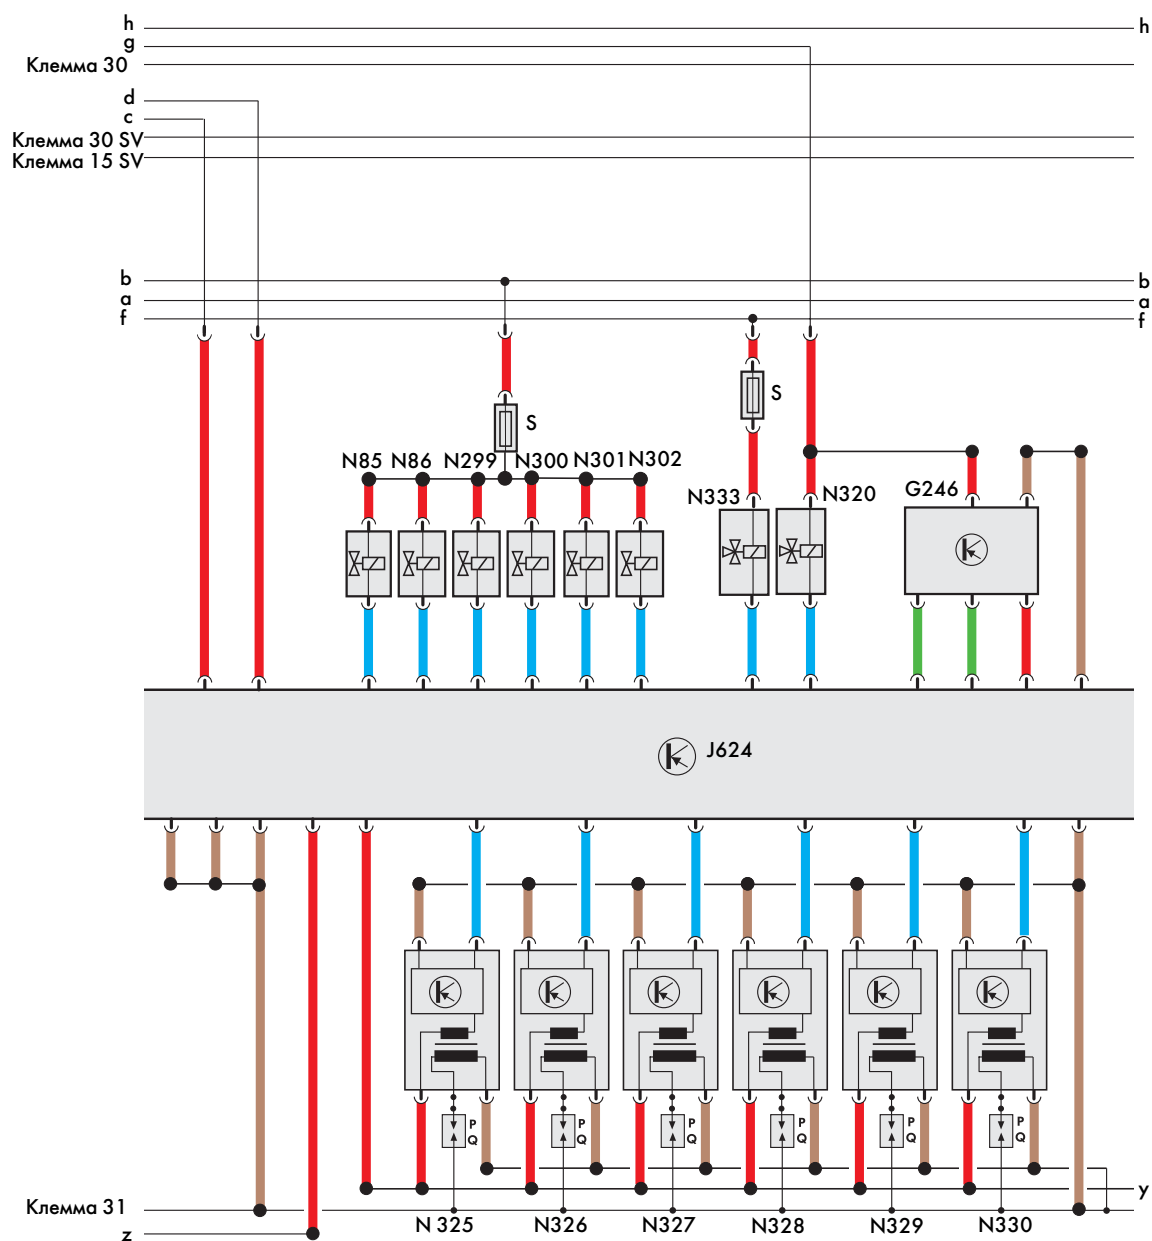 h h
g
Клемма 30
d
c
Клемма 30 SV
Клемма 15 SV
b b
a a
f f
S
S
N85 N86 N299 N300 N301 N302
N333 N320 G246
J624
P P P P P P
Q Q Q Q Q Q
y
Клемма 31
N 325 N326 N327 N328 N329 N330
z